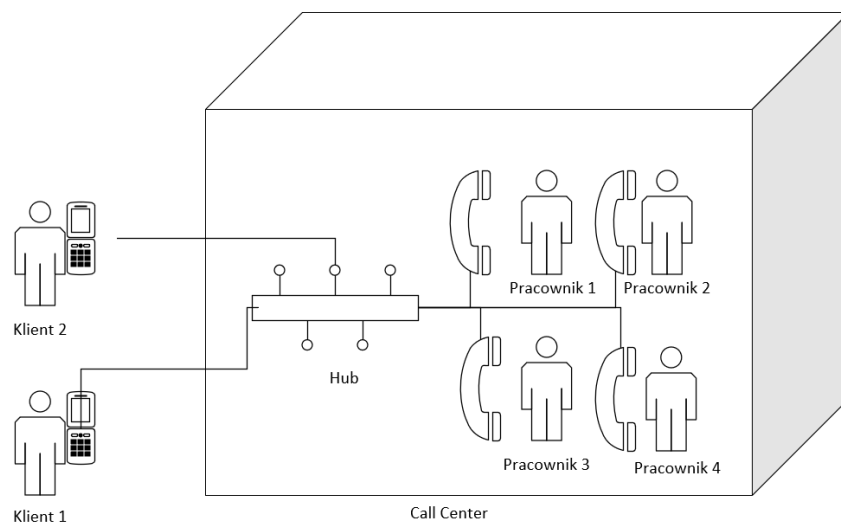 Pracownik 1
Pracownik 2
Klient 2
Hub
Pracownik 3
Pracownik 4
Klient 1
Call Center